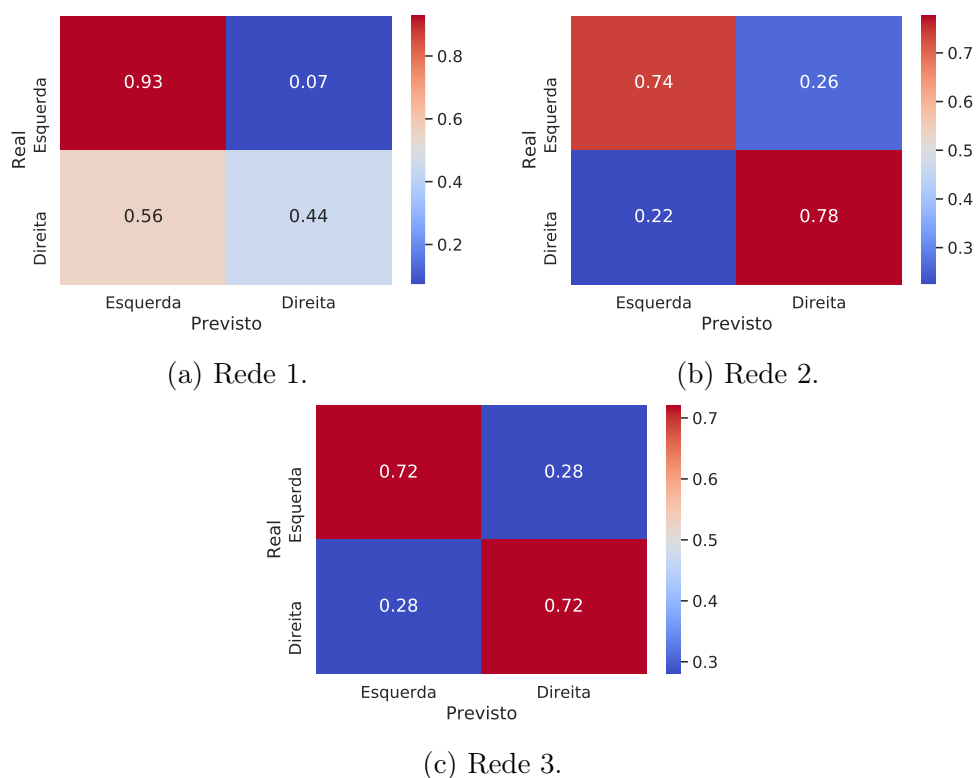 0.93 0.07
0.56 0.44
Real
Esquerda
Direita
Esquerda Direita
Previsto
0.8
0.6
0.4
0.2
(a) Rede 1.
0.74 0.26
0.22 0.78
Real
Esquerda
Direita
Esquerda Direita
Previsto
0.7
0.6
0.5
0.4
0.3
(b) Rede 2.
0.72 0.28
0.28 0.72
Real
Esquerda
Direita
Esquerda Direita
Previsto
0.7
0.6
0.5
0.4
0.3
(c) Rede 3.